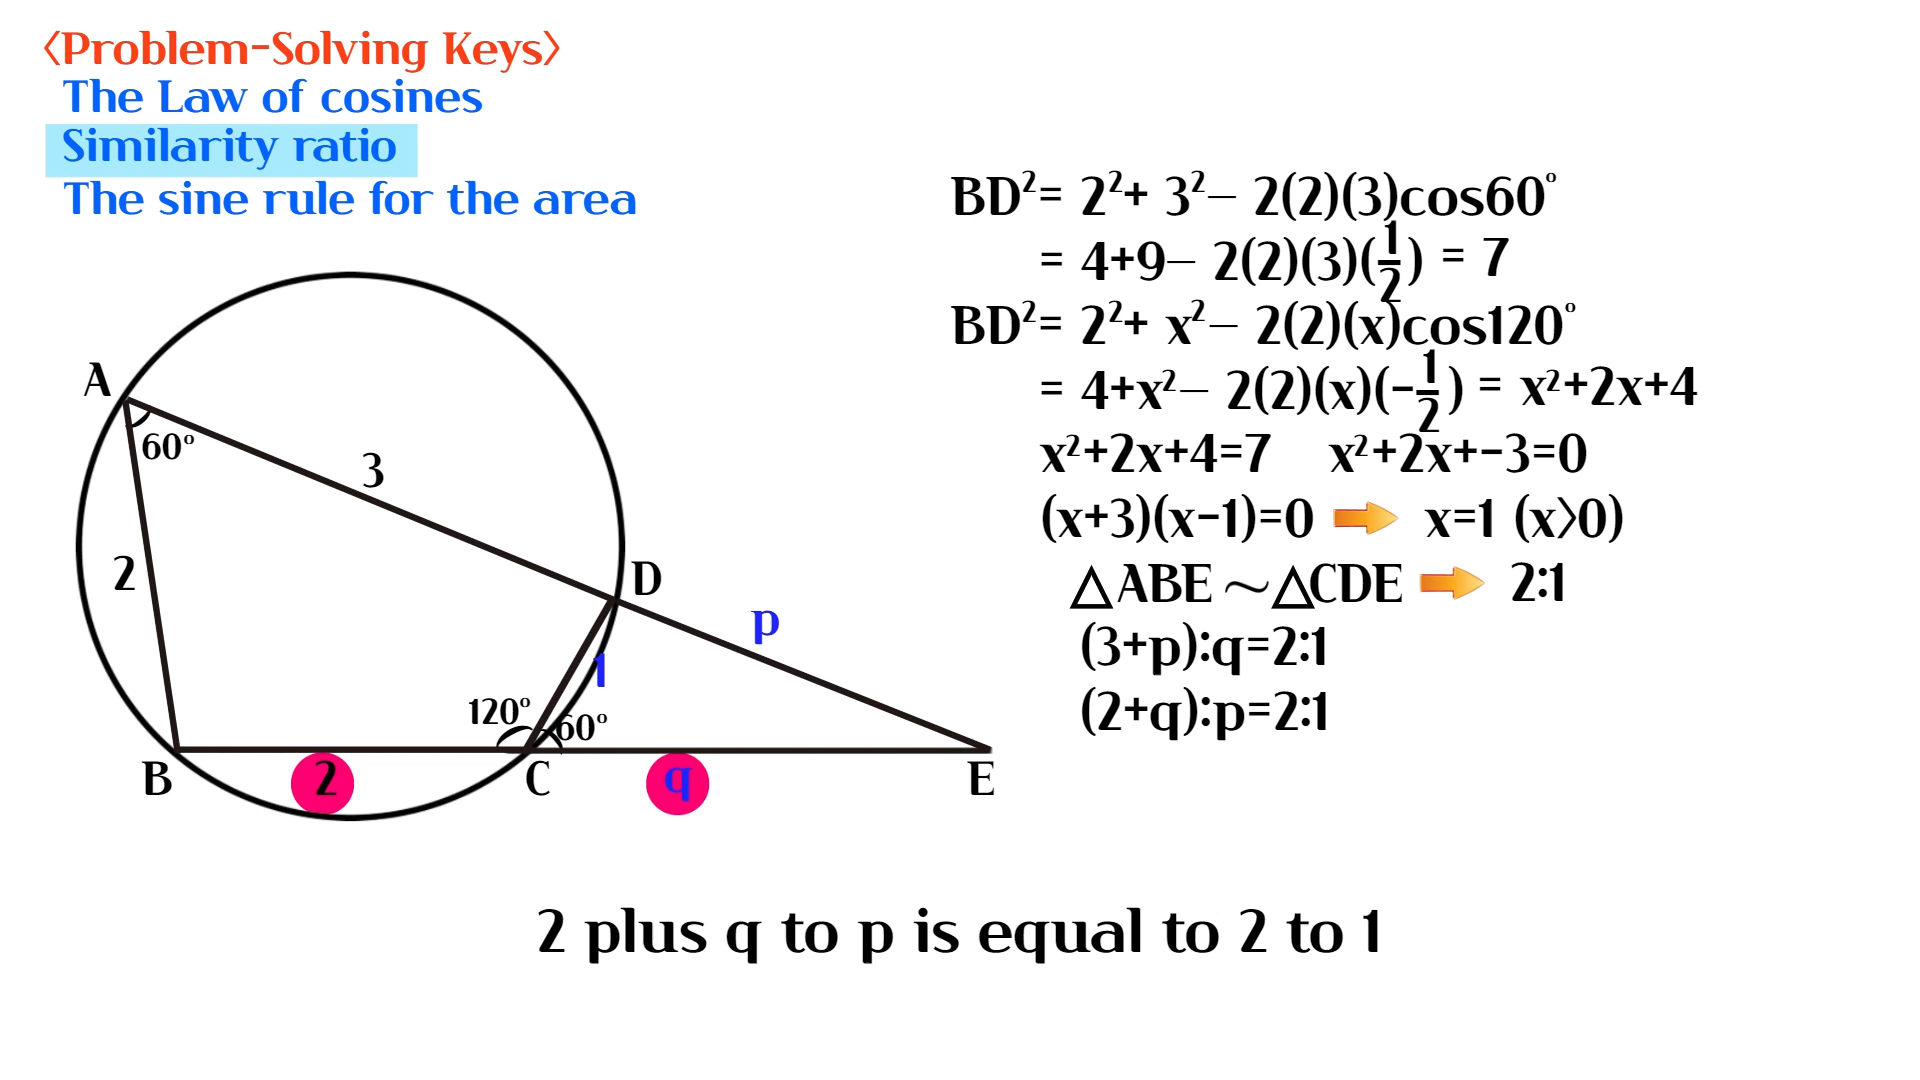 〈Problem-Solving Keys〉
The Law of cosines
Similarity ratio
The sine rule for the area
BD²= 2²+ 3²– 2(2)(3)cos60°
= 4+9– 2(2)(3)(1/2) = 7
BD²= 2²+ x²– 2(2)(x)cos120°
= 4+x²– 2(2)(x)(-1/2) = x²+2x+4
x²+2x+4=7 x²+2x+-3=0
(x+3)(x-1)=0 x=1 (x〉0)
△ABE ~ △CDE 2:1
(3+p):q=2:1
(2+q):p=2:1
A
60°
3
2
D
p
1
120°
60°
B
2
C
q
E
2 plus q to p is equal to 2 to 1